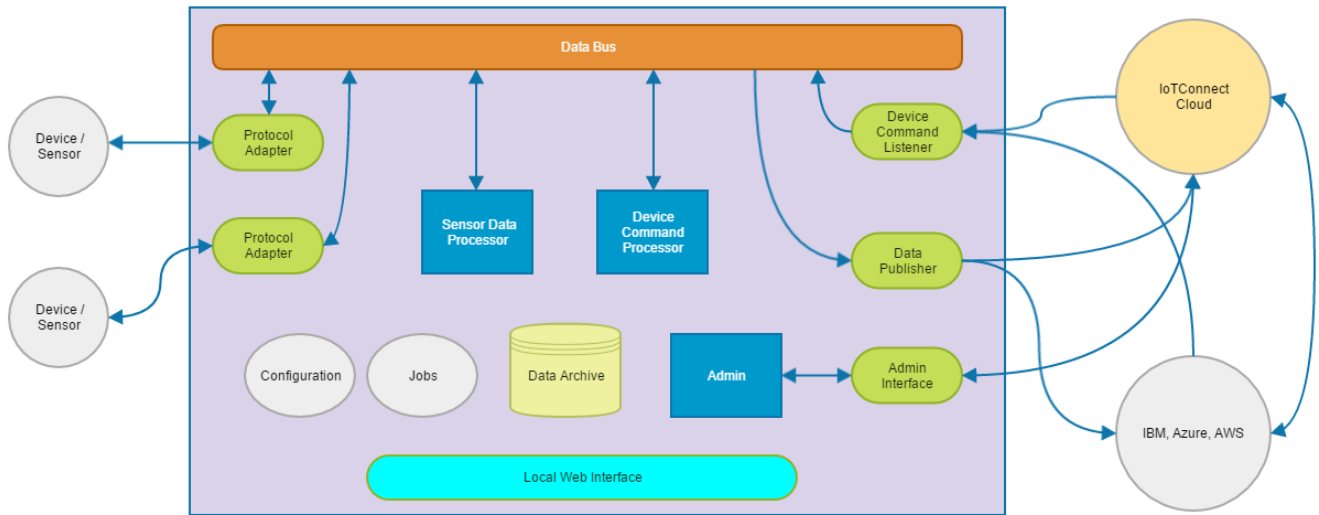 Data Bus
IoTConnect
Cloud
Device /
Sensor
Protocol
Adapter
Device
Command
Listener
Sensor Data
Processor
Device
Command
Processor
Protocol
Adapter
Data
Publisher
Device /
Sensor
Configuration
Jobs
Data Archive
Admin
Admin
Interface
IBM, Azure, AWS
Local Web Interface